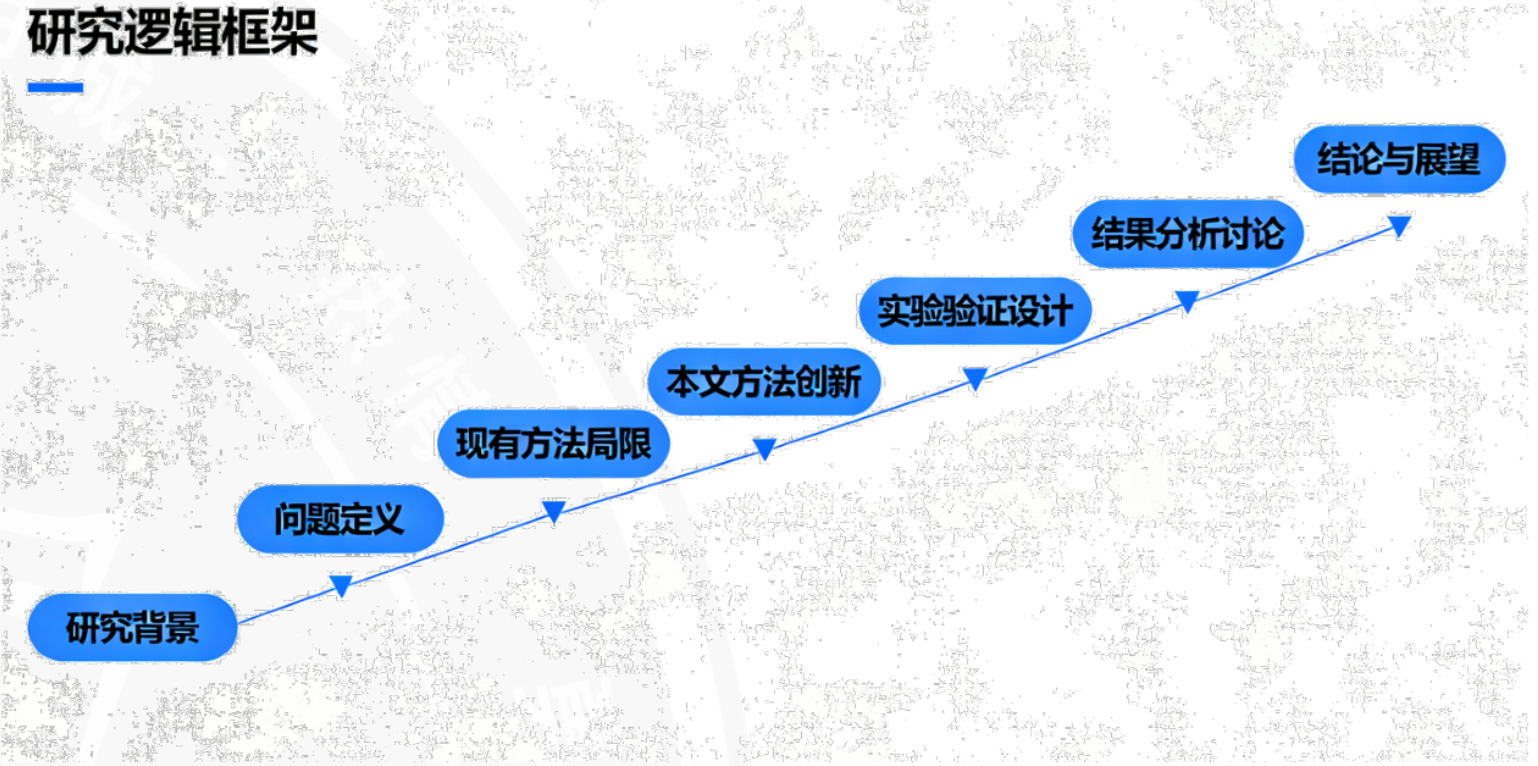 研究逻辑框架
结论与展望
结果分析讨论
实验验证设计
本文方法创新
现有方法局限
问题定义
研究背景
热情